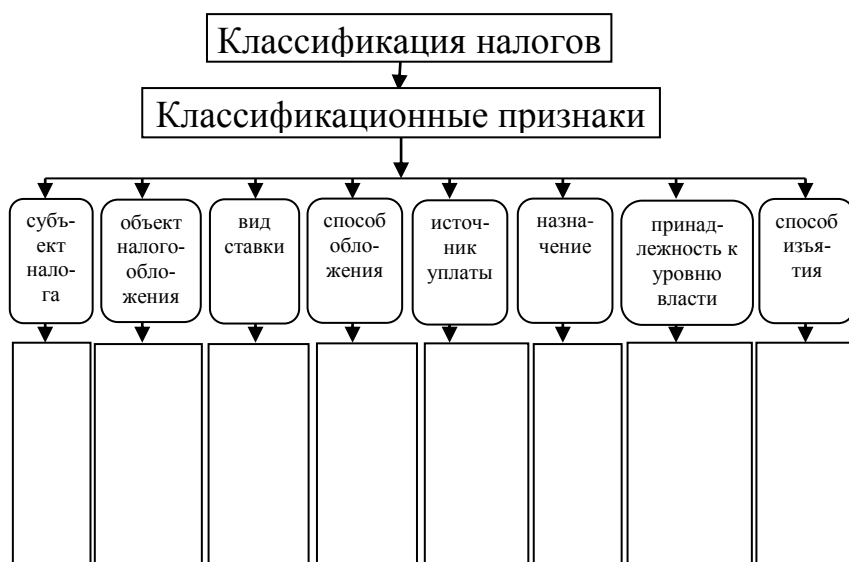 Классификация налогов
Классификационные признаки
субъ-
ект
нало-
га
объект
налого-
обло-
жения
вид
ставки
способ
обло-
жения
источ-
ник
уплаты
назна-
чение
принад-
лежность к
уровню
власти
способ
изъя-
тия